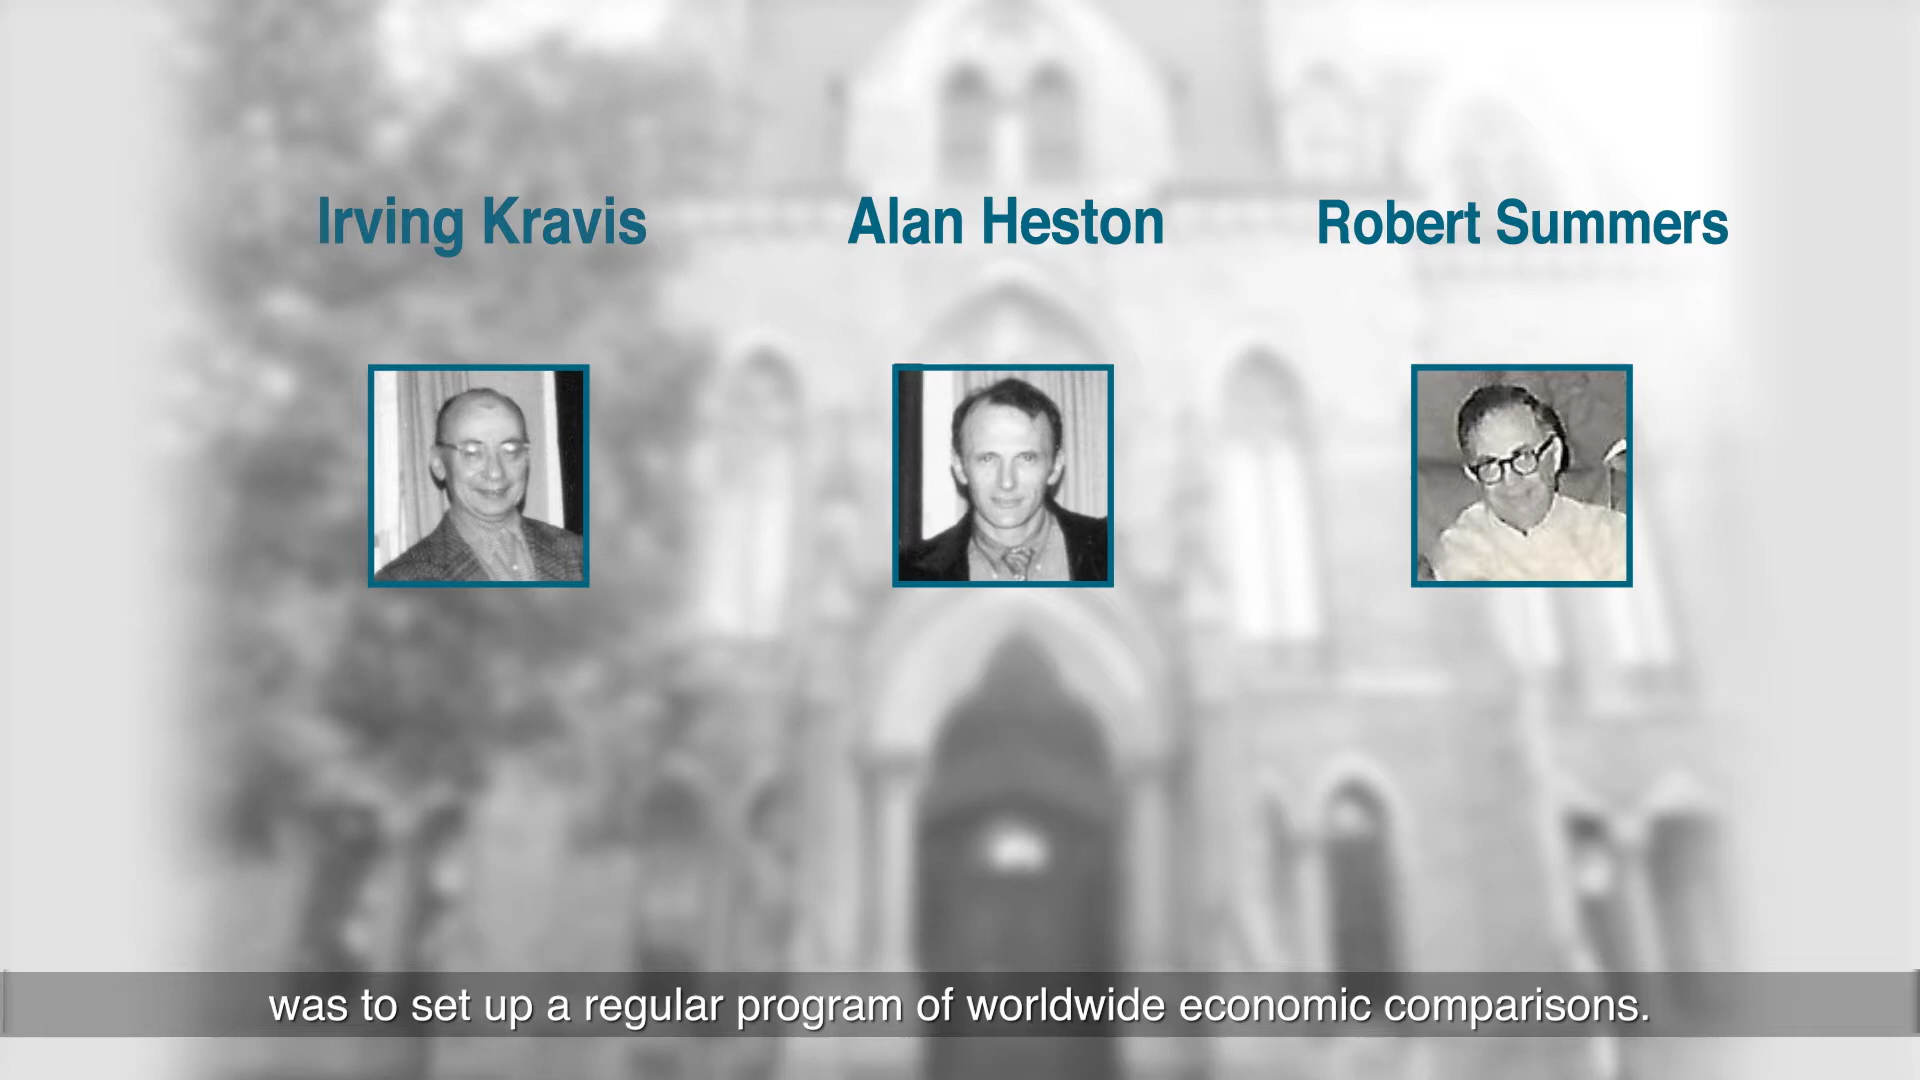 Irving Kravis
Alan Heston
Robert Summers
was to set up a regular program of worldwide economic comparisons.